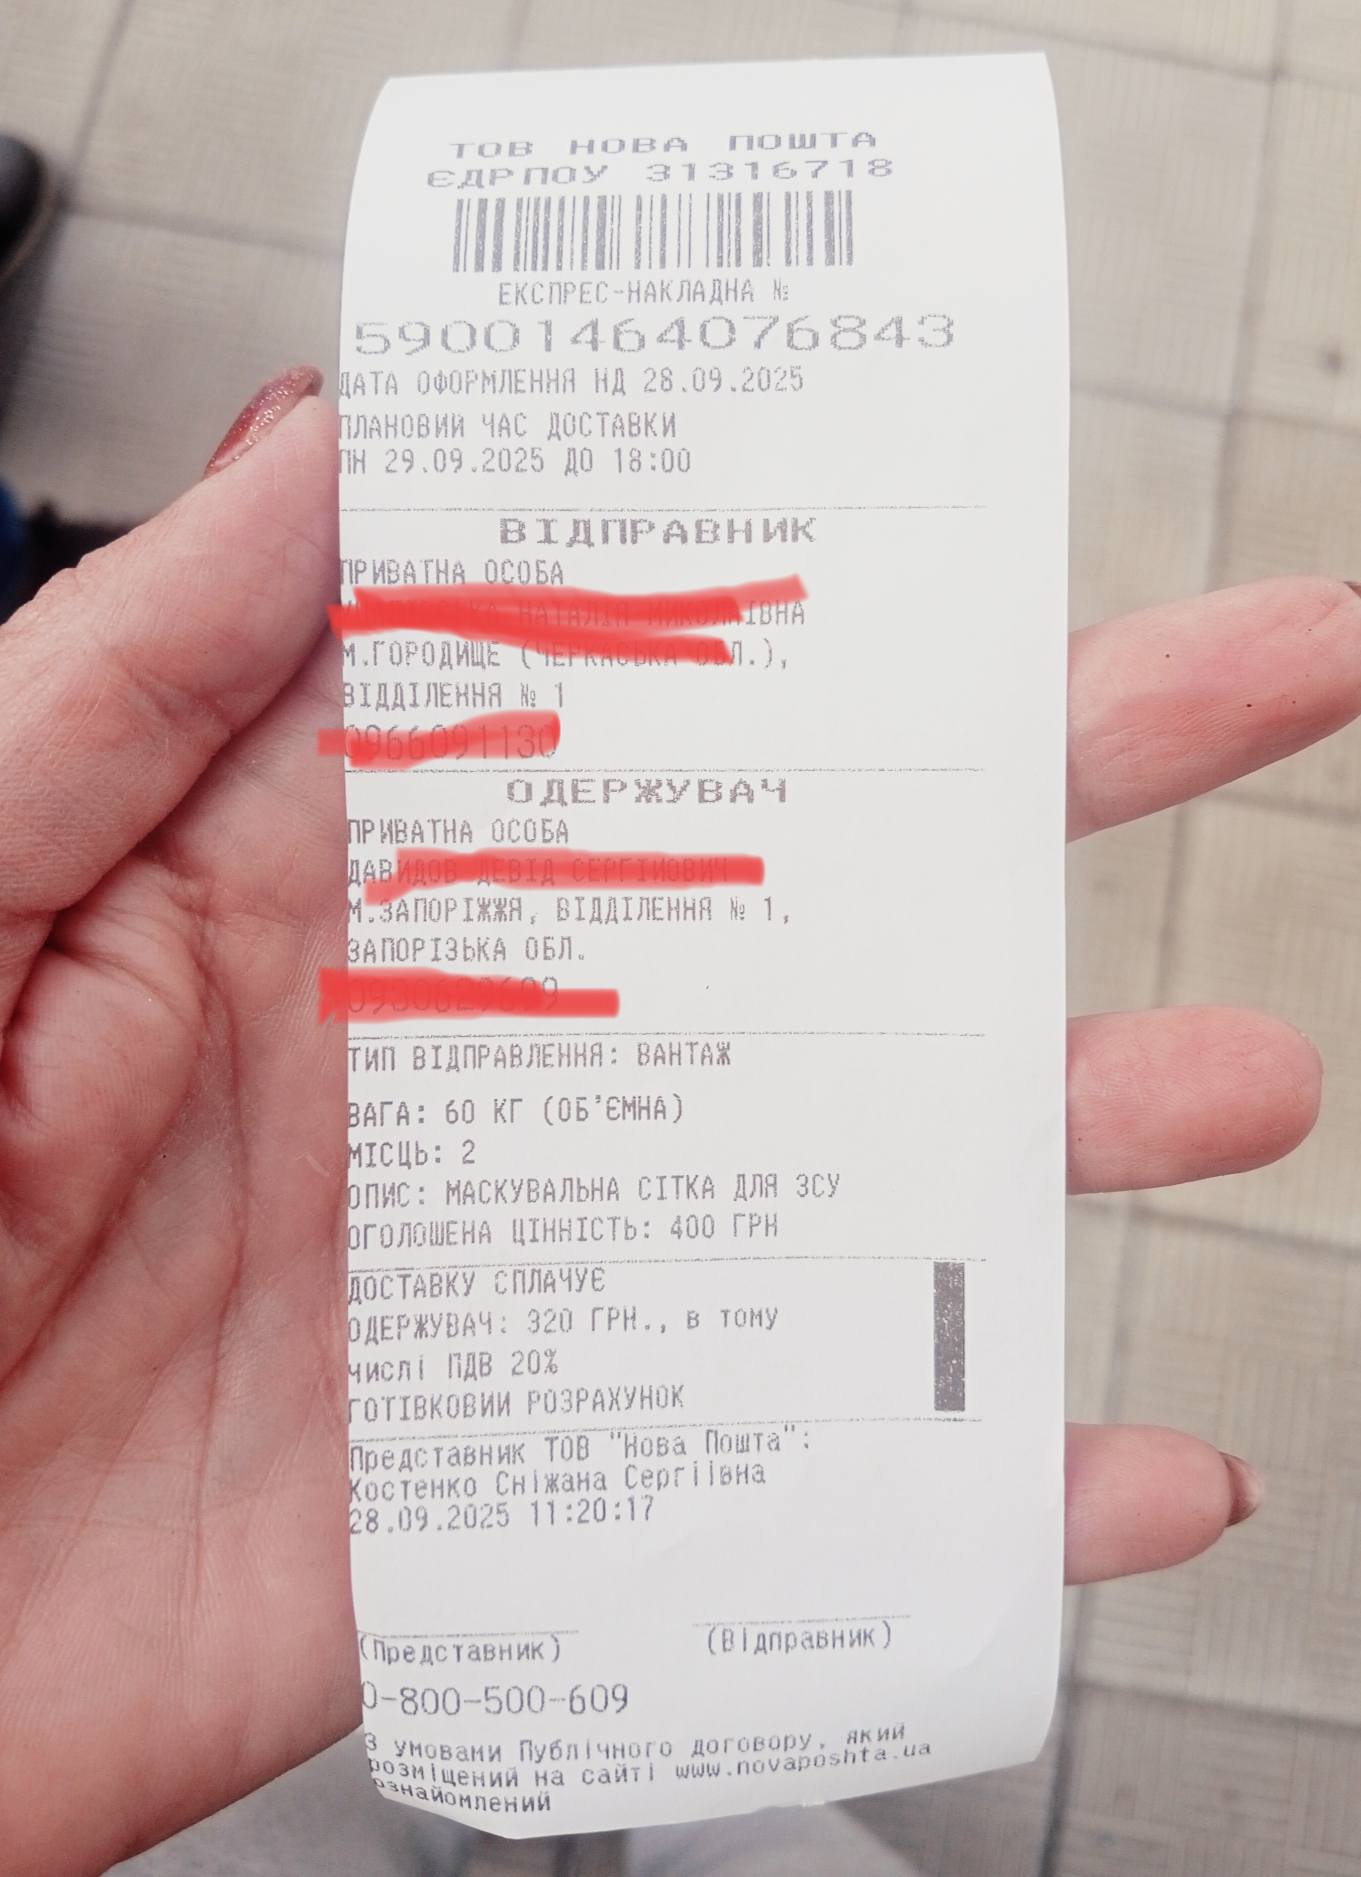 ТОВ НОВА ПОШТА
ЄДРПОУ 31316718
ЕКСПРЕС-НАКЛАДНА №
59001464076843
ДАТА ОФОРМЛЕННЯ НД 28.09.2025
ПЛАНОВИЙ ЧАС ДОСТАВКИ
ПН 29.09.2025 ДО 18:00
ВІДПРАВНИК
ПРИВАТНА ОСОБА
М.ГОРОДИЩЕ (ЧЕРКАСЬКА ОБЛ.),
ВІДДІЛЕННЯ № 1
ОДЕРЖУВАЧ
ПРИВАТНА ОСОБА
М.ЗАПОРІЖЖЯ, ВІДДІЛЕННЯ № 1,
ЗАПОРІЗЬКА ОБЛ.
ТИП ВІДПРАВЛЕННЯ: ВАНТАЖ
ВАГА: 60 КГ (ОБ'ЄМНА)
МІСЦЬ: 2
ОПИС: МАСКУВАЛЬНА СІТКА ДЛЯ ЗСУ
ОГОЛОШЕНА ЦІННІСТЬ: 400 ГРН
ДОСТАВКУ СПЛАЧУЄ
ОДЕРЖУВАЧ: 320 ГРН., в тому
числі ПДВ 20%
ГОТІВКОВИЙ РОЗРАХУНОК
Представник ТОВ "Нова Пошта":
Костенко Сніжана Сергіївна
28.09.2025 11:20:17
(Представник) (Відправник)
0-800-500-609
З умовами Публічного договору, який
розміщений на сайті www.novaposhta.ua
ознайомлений